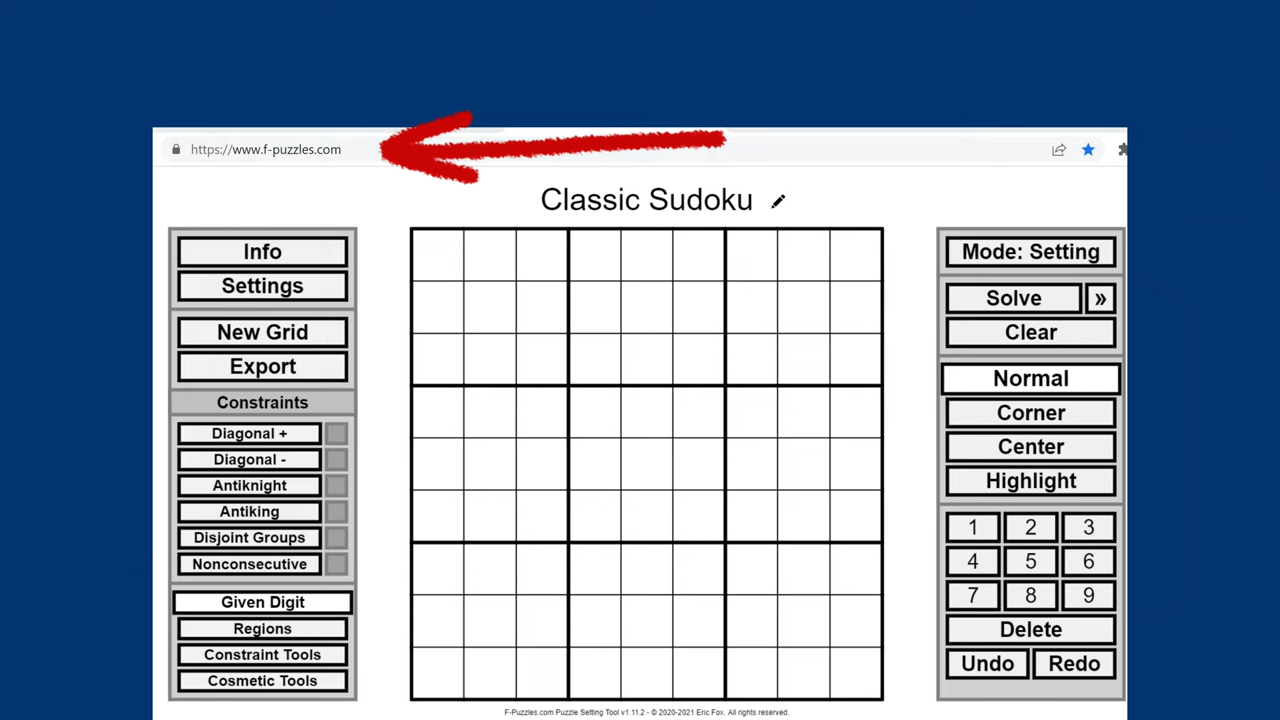 https://www.f-puzzles.com
Classic Sudoku
Info
Settings
New Grid
Export
Constraints
Diagonal +
Diagonal -
Antiknight
Antiking
Disjoint Groups
Nonconsecutive
Given Digit
Regions
Constraint Tools
Cosmetic Tools
Mode: Setting
Solve »
Clear
Normal
Corner
Center
Highlight
1 2 3
4 5 6
7 8 9
Delete
Undo Redo
F-Puzzles.com Puzzle Setting Tool v1.11.2 - © 2020-2021 Eric Fox. All rights reserved.